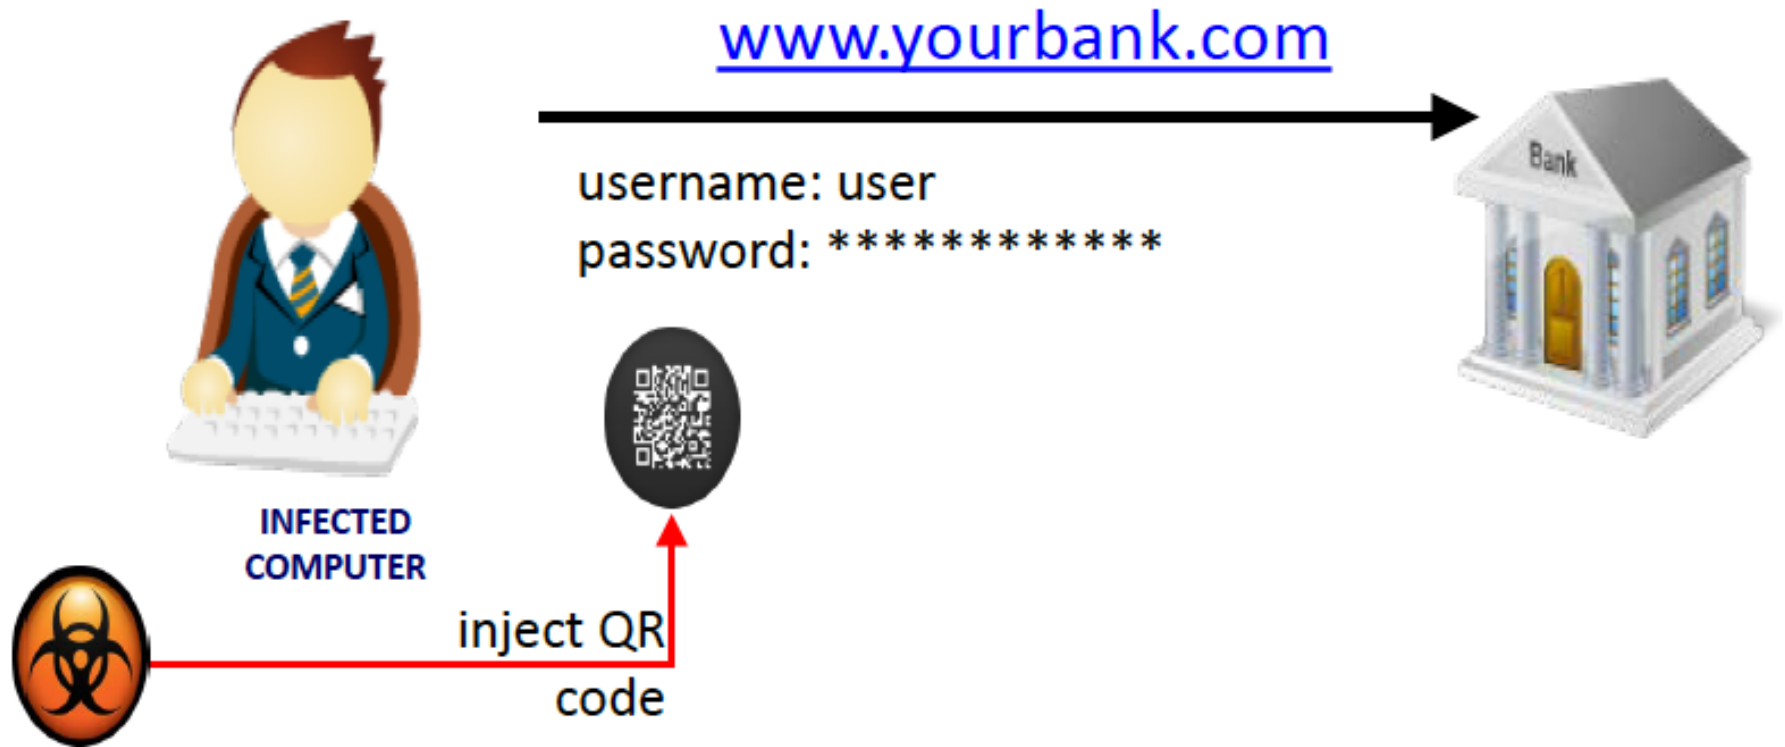 www.yourbank.com
Bank
username: user
password: ************
INFECTED
COMPUTER
inject QR
code